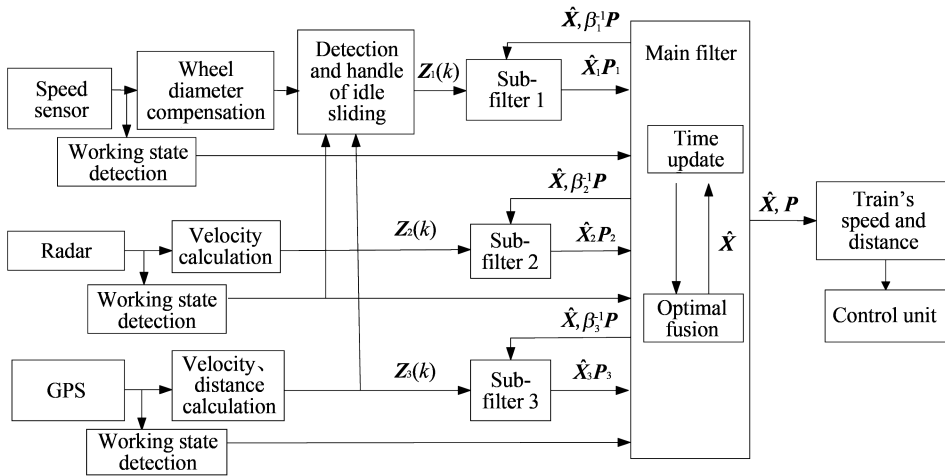 Speed
sensor
Wheel
diameter
compensation
Detection
and handle
of idle
sliding
Z₁(k)
Sub-
filter 1
X̂, β₁⁻¹P
X̂₁P₁
Main filter
Working state
detection
Time
update
Radar
Velocity
calculation
Z₂(k)
Sub-
filter 2
X̂, β₂⁻¹P
X̂₂P₂
X̂
X̂, P
Train's
speed and
distance
Working state
detection
Optimal
fusion
Control unit
GPS
Velocity、
distance
calculation
Z₃(k)
Sub-
filter 3
X̂, β₃⁻¹P
X̂₃P₃
Working state
detection